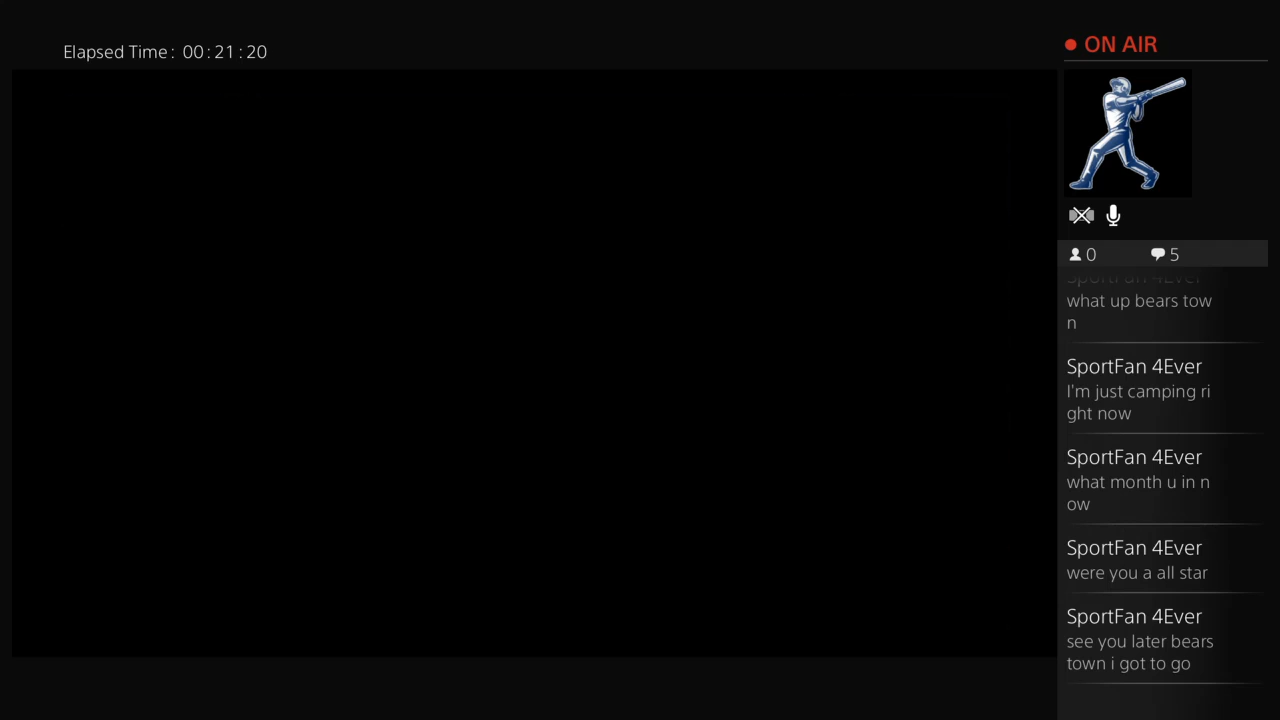 Elapsed Time: 00:21:20
ON AIR
0 5
SportFan 4Ever
what up bears tow
n
SportFan 4Ever
I'm just camping ri
ght now
SportFan 4Ever
what month u in n
ow
SportFan 4Ever
were you a all star
SportFan 4Ever
see you later bears
town i got to go